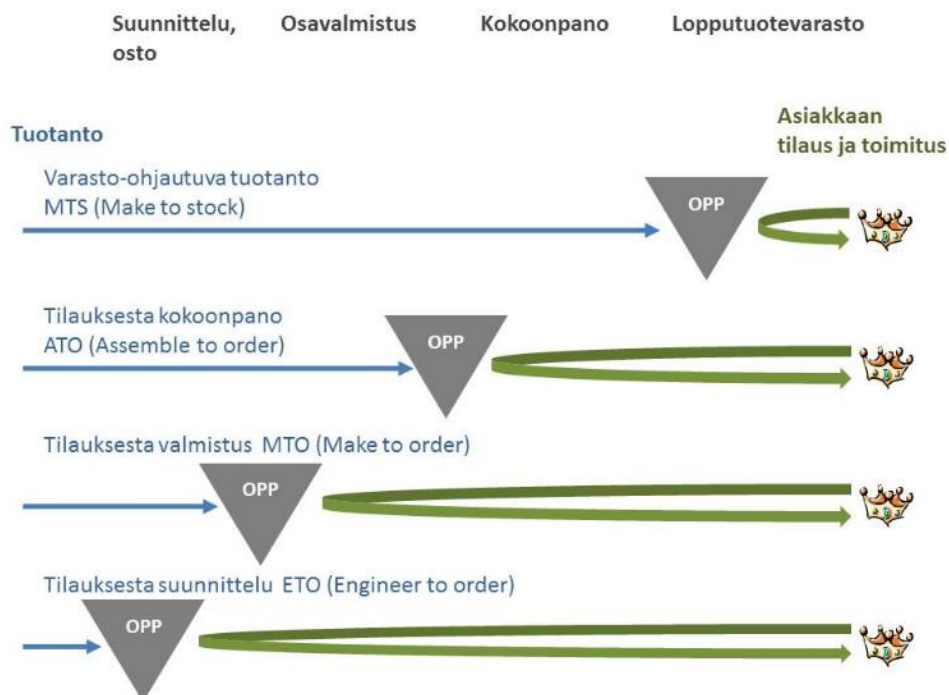 Suunnittelu,
osto
Osavalmistus
Kokoonpano
Lopputuotevarasto
Asiakkaan
tilaus ja toimitus
Tuotanto
Varasto-ohjautuva tuotanto
MTS (Make to stock)
OPP
Tilauksesta kokoonpano
ATO (Assemble to order)
OPP
Tilauksesta valmistus MTO (Make to order)
OPP
Tilauksesta suunnittelu ETO (Engineer to order)
OPP